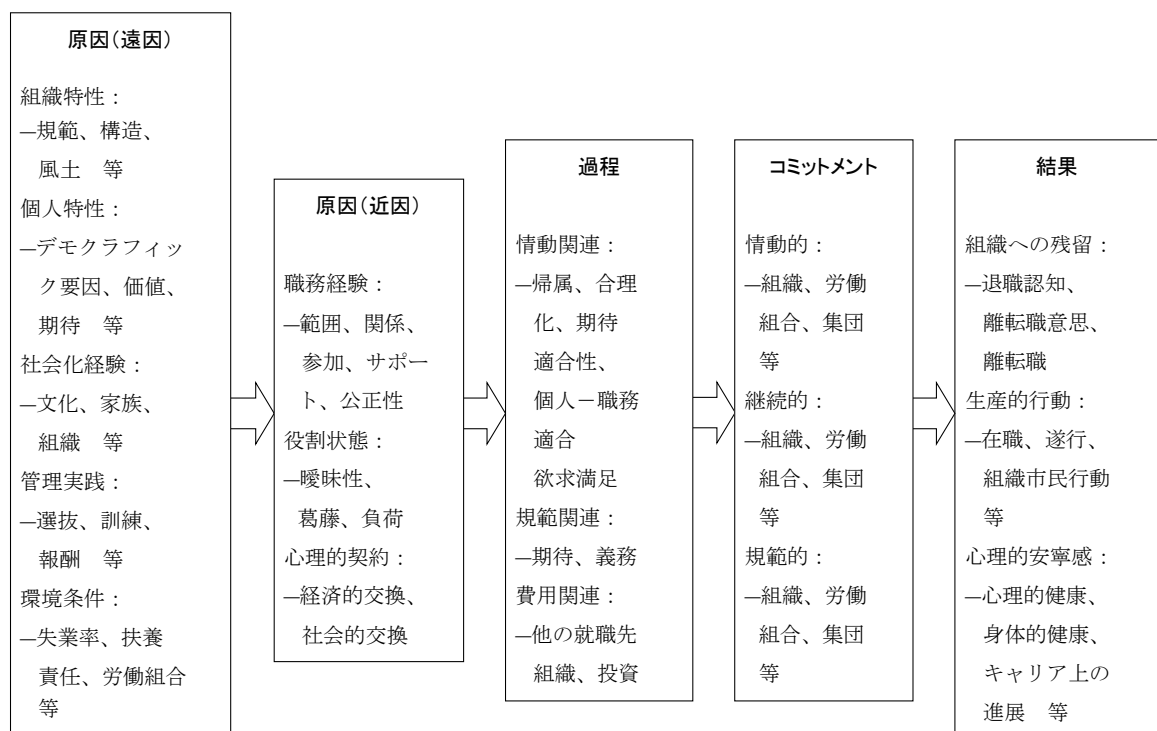 原因(遠因)
組織特性：
―規範、構造、
風土　等
個人特性：
―デモクラフィッ
ク要因、価値、
期待　等
社会化経験：
―文化、家族、
組織　等
管理実践：
―選抜、訓練、
報酬　等
環境条件：
―失業率、扶養
責任、労働組合
等
原因(近因)
職務経験：
―範囲、関係、
参加、サポー
ト、公正性
役割状態：
―曖昧性、
葛藤、負荷
心理的契約：
―経済的交換、
社会的交換
過程
情動関連：
―帰属、合理
化、期待
適合性、
個人－職務
適合
欲求満足
規範関連：
―期待、義務
費用関連：
―他の就職先
組織、投資
コミットメント
情動的：
―組織、労働
組合、集団
等
継続的：
―組織、労働
組合、集団
等
規範的：
―組織、労働
組合、集団
等
結果
組織への残留：
―退職認知、
離転職意思、
離転職
生産的行動：
―在職、遂行、
組織市民行動
等
心理的安寧感：
―心理的健康、
身体的健康、
キャリア上の
進展　等